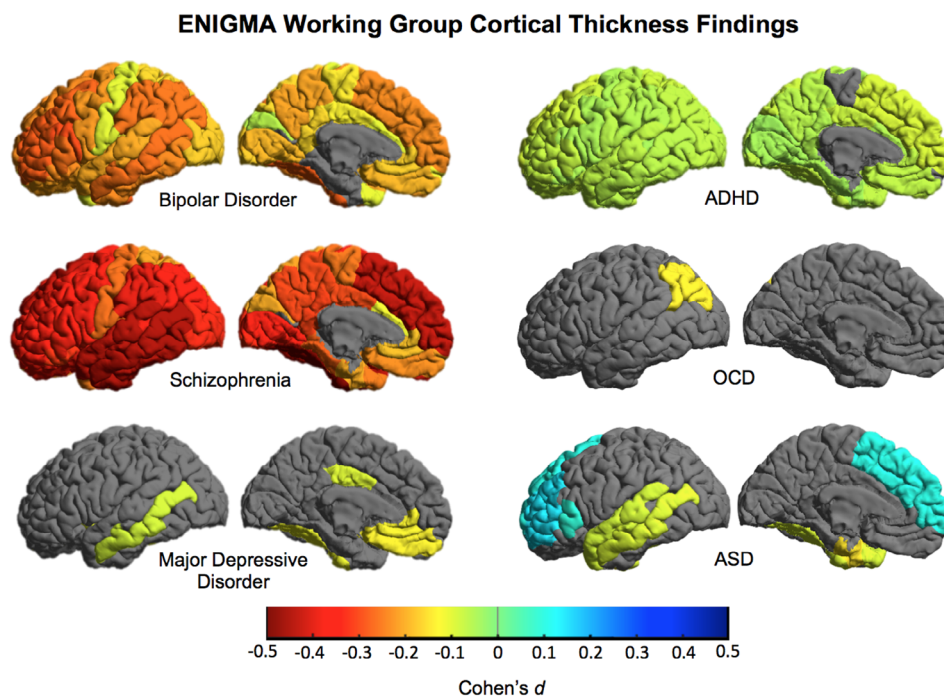 ENIGMA Working Group Cortical Thickness Findings
Bipolar Disorder
ADHD
Schizophrenia
OCD
Major Depressive
Disorder
ASD
-0.5 -0.4 -0.3 -0.2 -0.1 0 0.1 0.2 0.3 0.4 0.5
Cohen's d